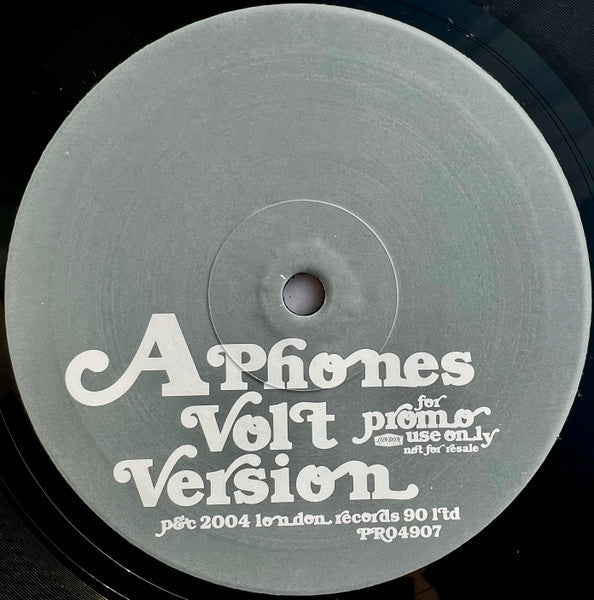 A Phones
Volt
Version
for
promo
LONDON
use only
not for resale
p&c 2004 london records 90 ltd
PR04907